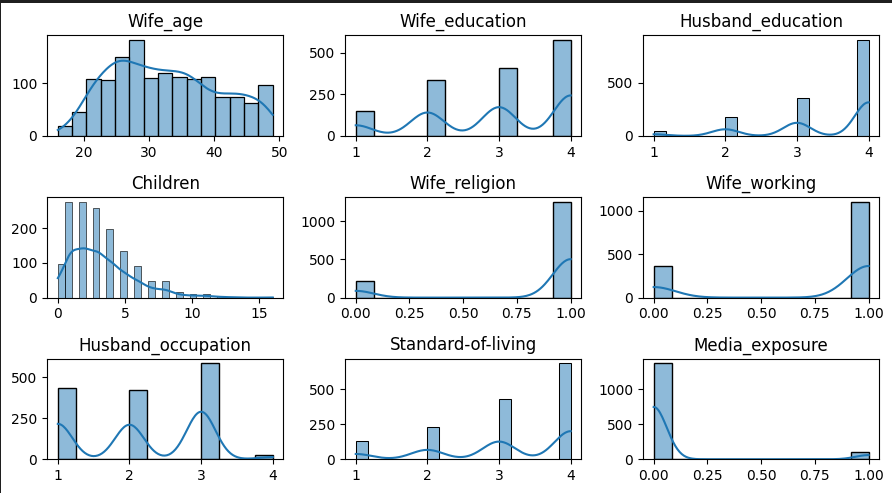 Wife_age
Wife_education
Husband_education
100
0
20 30 40 50
500
250
0
1 2 3 4
500
0
1 2 3 4
Children
Wife_religion
Wife_working
200
100
0
0 5 10 15
1000
500
0
0.00 0.25 0.50 0.75 1.00
1000
500
0
0.00 0.25 0.50 0.75 1.00
Husband_occupation
Standard-of-living
Media_exposure
500
250
0
1 2 3 4
500
250
0
1 2 3 4
1000
500
0
0.00 0.25 0.50 0.75 1.00